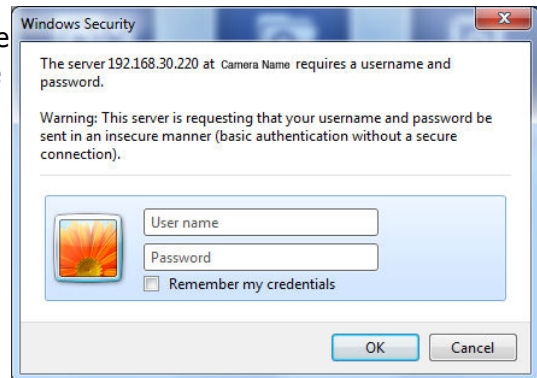 Windows Security
The server 192.168.30.220 at Camera Name requires a username and
password.
Warning: This server is requesting that your username and password be
sent in an insecure manner (basic authentication without a secure
connection).
User name
Password
Remember my credentials
OK
Cancel